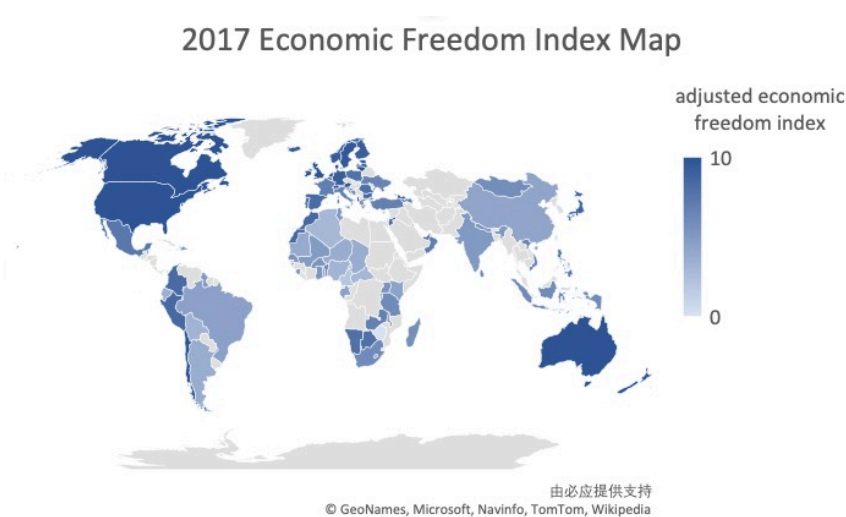 2017 Economic Freedom Index Map
adjusted economic
freedom index
10
0
由必应提供支持
© GeoNames, Microsoft, Navinfo, TomTom, Wikipedia